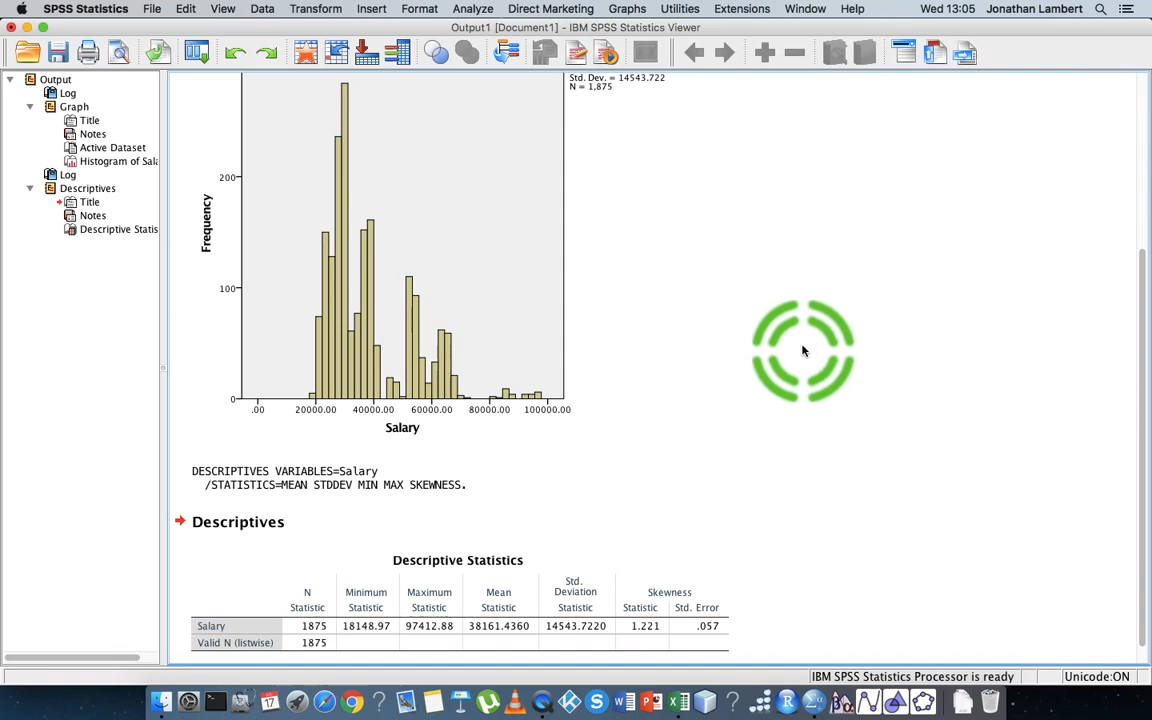 SPSS Statistics File Edit View Data Transform Insert Format Analyze Direct Marketing Graphs Utilities Extensions Window Help Wed 13:05 Jonathan Lambert
Output1 [Document1] - IBM SPSS Statistics Viewer
Output
Log
Graph
Title
Notes
Active Dataset
Histogram of Sala
Log
Descriptives
Title
Notes
Descriptive Statis
Std. Dev. = 14543.722
N = 1,875
200
100
0
Frequency
.00 20000.00 40000.00 60000.00 80000.00 100000.00
Salary
DESCRIPTIVES VARIABLES=Salary
/STATISTICS=MEAN STDDEV MIN MAX SKEWNESS.
Descriptives
Descriptive Statistics
N Minimum Maximum Mean Std. Deviation Skewness
Statistic Statistic Statistic Statistic Statistic Statistic Std. Error
Salary 1875 18148.97 97412.88 38161.4360 14543.7220 1.221 .057
Valid N (listwise) 1875
IBM SPSS Statistics Processor is ready Unicode:ON
17